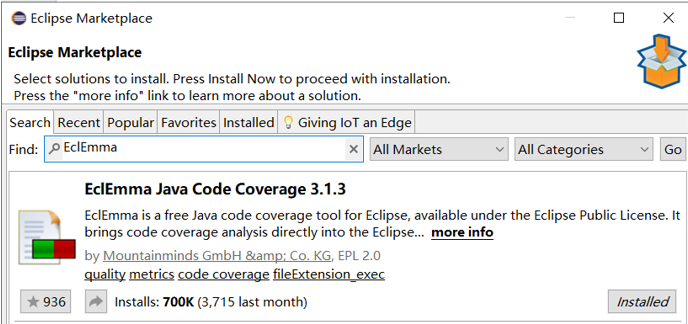 Eclipse Marketplace
Eclipse Marketplace
Select solutions to install. Press Install Now to proceed with installation.
Press the "more info" link to learn more about a solution.
Search Recent Popular Favorites Installed Giving IoT an Edge
Find: EclEmma All Markets All Categories Go
EclEmma Java Code Coverage 3.1.3
EclEmma is a free Java code coverage tool for Eclipse, available under the Eclipse Public License. It
brings code coverage analysis directly into the Eclipse... more info
by Mountainminds GmbH &amp; Co. KG, EPL 2.0
quality metrics code coverage fileExtension_exec
936 Installs: 700K (3,715 last month) Installed